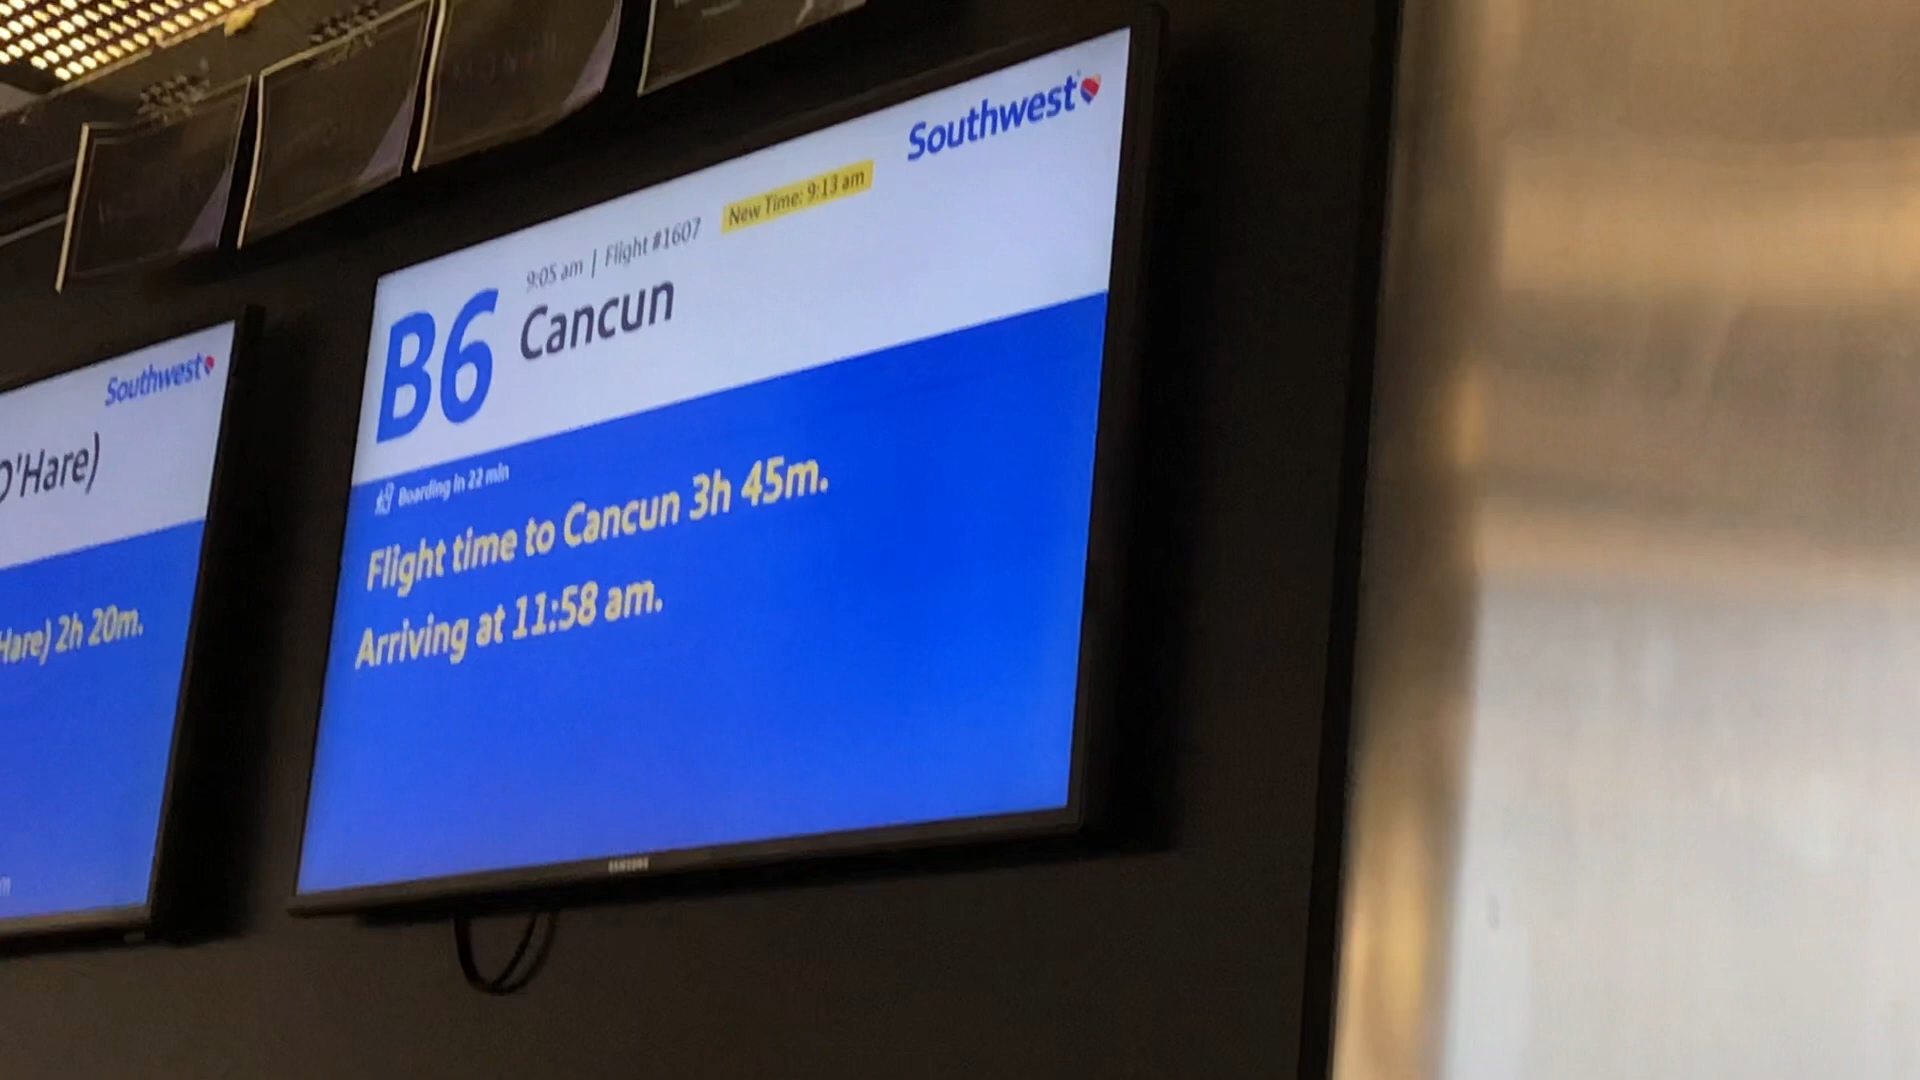 Southwest
O'Hare)
Hare) 2h 20m.
Southwest
9:05 am | Flight #1607
New Time: 9:13 am
B6
Cancun
Boarding in 22 min
Flight time to Cancun 3h 45m.
Arriving at 11:58 am.
SAMSUNG